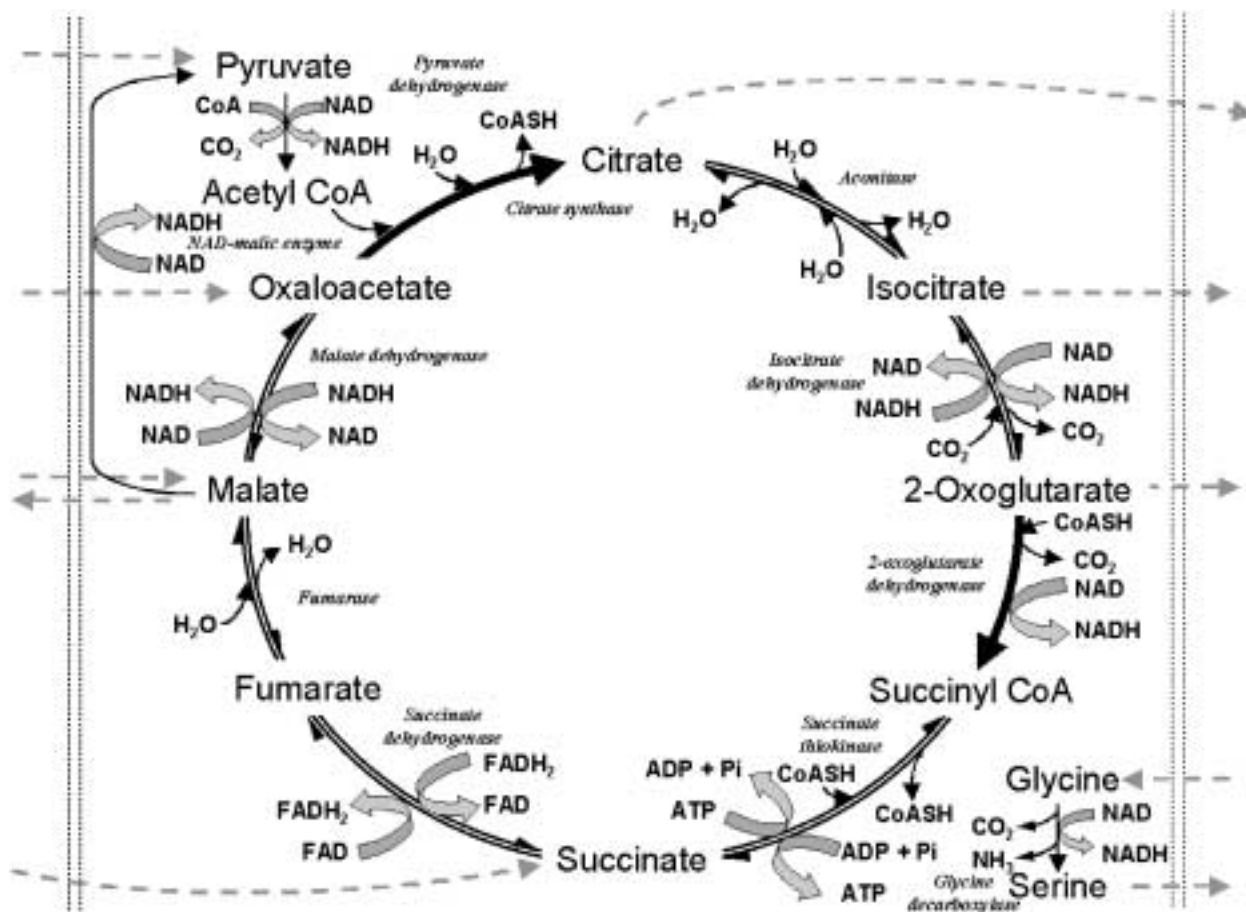 Pyruvate
Pyruvate
dehydrogenase
CoA
NAD
CO₂
NADH
CoASH
H₂O
Citrate
H₂O
Aconitase
Acetyl CoA
Citrate synthase
H₂O
H₂O
H₂O
NADH
NAD-malic enzyme
NAD
Oxaloacetate
Isocitrate
Malate dehydrogenase
Isocitrate
dehydrogenase
NAD
NAD
NADH
NADH
NADH
NADH
NAD
NAD
CO₂
CO₂
Malate
2-Oxoglutarate
CoASH
H₂O
CO₂
2-oxoglutarate
dehydrogenase
NAD
Fumarase
H₂O
NADH
Fumarate
Succinyl CoA
Succinate
dehydrogenase
Succinate
thiokinase
FADH₂
ADP + Pi
CoASH
Glycine
FADH₂
FAD
ATP
CoASH
CO₂
NAD
FAD
ADP + Pi
NH₃
NADH
Succinate
ATP
Glycine
decarboxylase
Serine